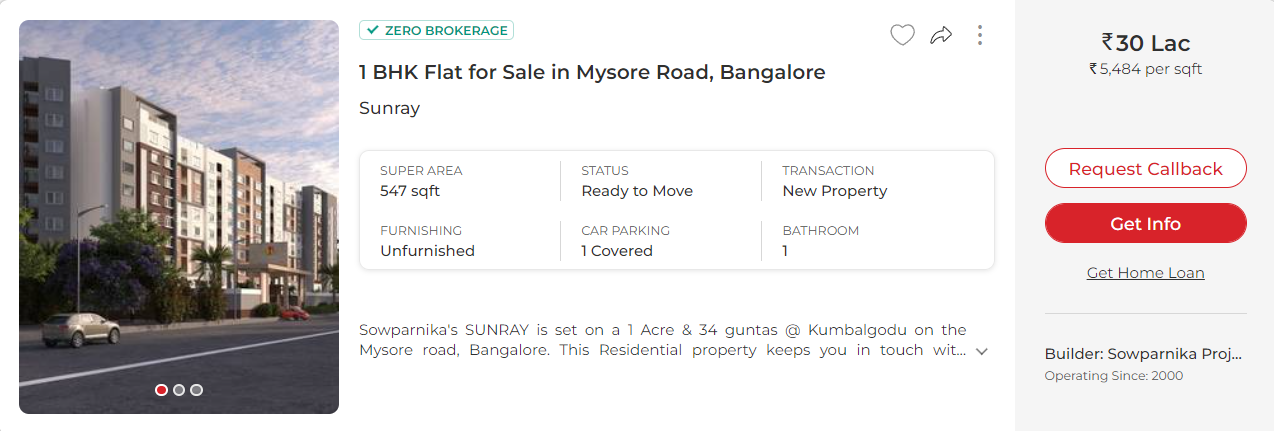 ZERO BROKERAGE
1 BHK Flat for Sale in Mysore Road, Bangalore
Sunray
SUPER AREA
547 sqft
STATUS
Ready to Move
TRANSACTION
New Property
FURNISHING
Unfurnished
CAR PARKING
1 Covered
BATHROOM
1
Sowparnika's SUNRAY is set on a 1 Acre & 34 guntas @ Kumbalgodu on the
Mysore road, Bangalore. This Residential property keeps you in touch wit...
₹30 Lac
₹5,484 per sqft
Request Callback
Get Info
Get Home Loan
Builder: Sowparnika Proj...
Operating Since: 2000